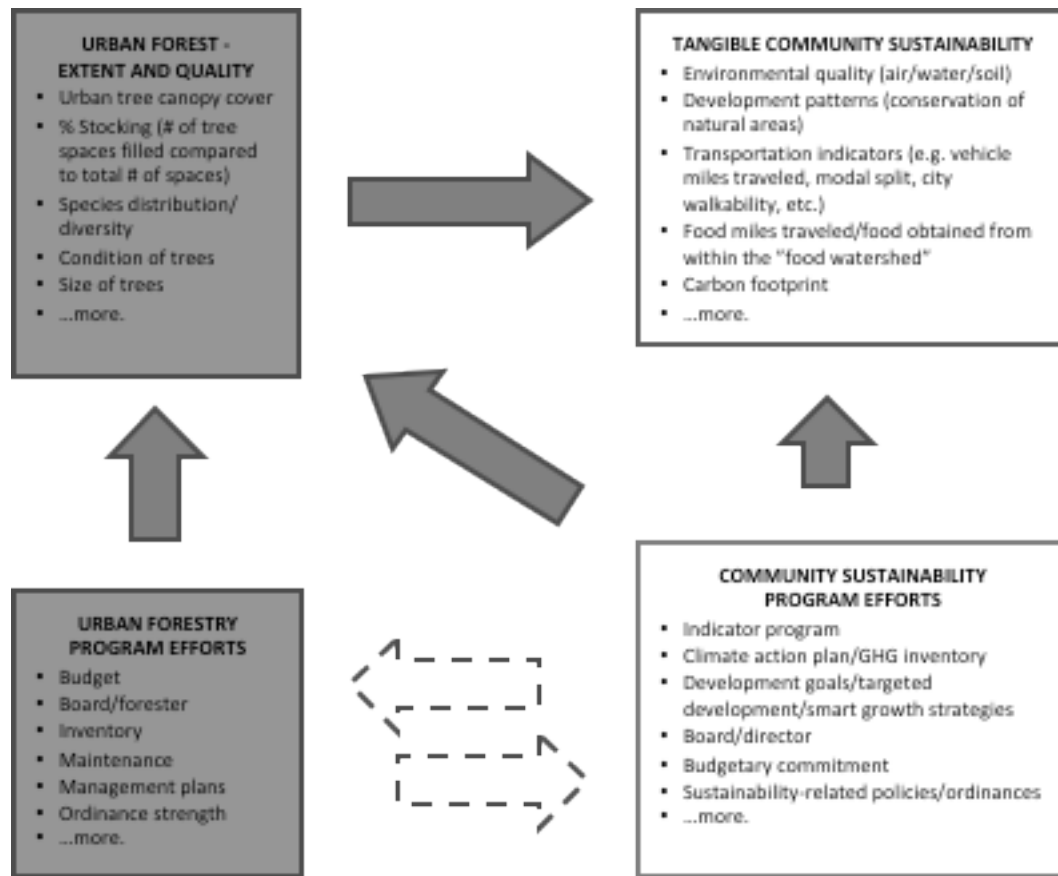 URBAN FOREST -
EXTENT AND QUALITY
▪ Urban tree canopy cover
▪ % Stocking (# of tree
spaces filled compared
to total # of spaces)
▪ Species distribution/
diversity
▪ Condition of trees
▪ Size of trees
▪ ...more.
TANGIBLE COMMUNITY SUSTAINABILITY
▪ Environmental quality (air/water/soil)
▪ Development patterns (conservation of
natural areas)
▪ Transportation indicators (e.g. vehicle
miles traveled, modal split, city
walkability, etc.)
▪ Food miles traveled/food obtained from
within the "food watershed"
▪ Carbon footprint
▪ ...more.
URBAN FORESTRY
PROGRAM EFFORTS
▪ Budget
▪ Board/forester
▪ Inventory
▪ Maintenance
▪ Management plans
▪ Ordinance strength
▪ ...more.
COMMUNITY SUSTAINABILITY
PROGRAM EFFORTS
▪ Indicator program
▪ Climate action plan/GHG inventory
▪ Development goals/targeted
development/smart growth strategies
▪ Board/director
▪ Budgetary commitment
▪ Sustainability-related policies/ordinances
▪ ...more.